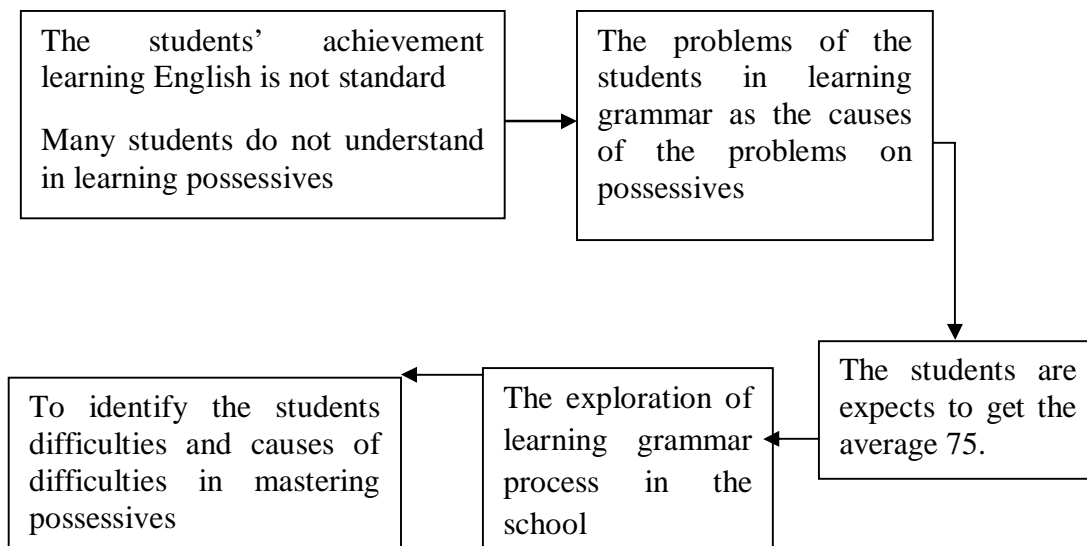 The students’ achievement
learning English is not standard
Many students do not understand
in learning possessives
The problems of the
students in learning
grammar as the causes
of the problems on
possessives
The students are
expects to get the
average 75.
The exploration of
learning grammar
process in the
school
To identify the students
difficulties and causes of
difficulties in mastering
possessives